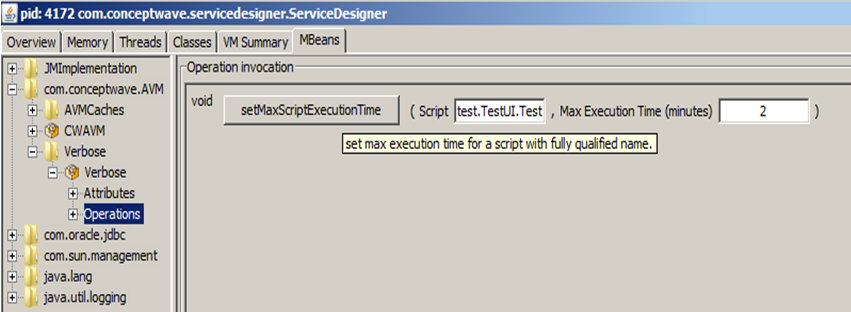 pid: 4172 com.conceptwave.servicedesigner.ServiceDesigner
Overview Memory Threads Classes VM Summary MBeans
JMImplementation
com.conceptwave.AVM
AVMCaches
CWAVM
Verbose
Verbose
Attributes
Operations
com.oracle.jdbc
com.sun.management
java.lang
java.util.logging
Operation invocation
void setMaxScriptExecutionTime ( Script test.TestUI.Test , Max Execution Time (minutes) 2 )
set max execution time for a script with fully qualified name.